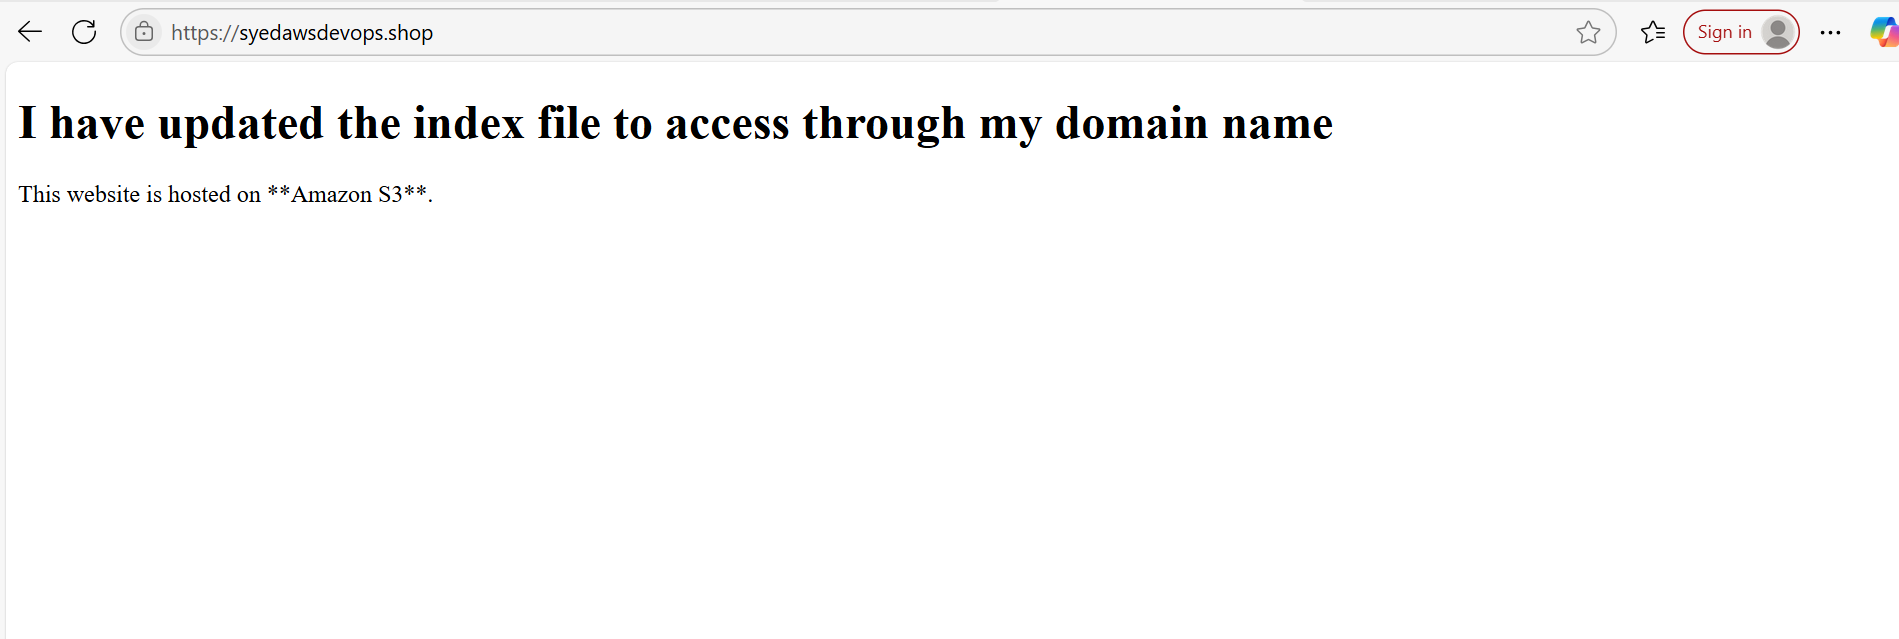 https://syedawsdevops.shop
Sign in
I have updated the index file to access through my domain name
This website is hosted on **Amazon S3**.